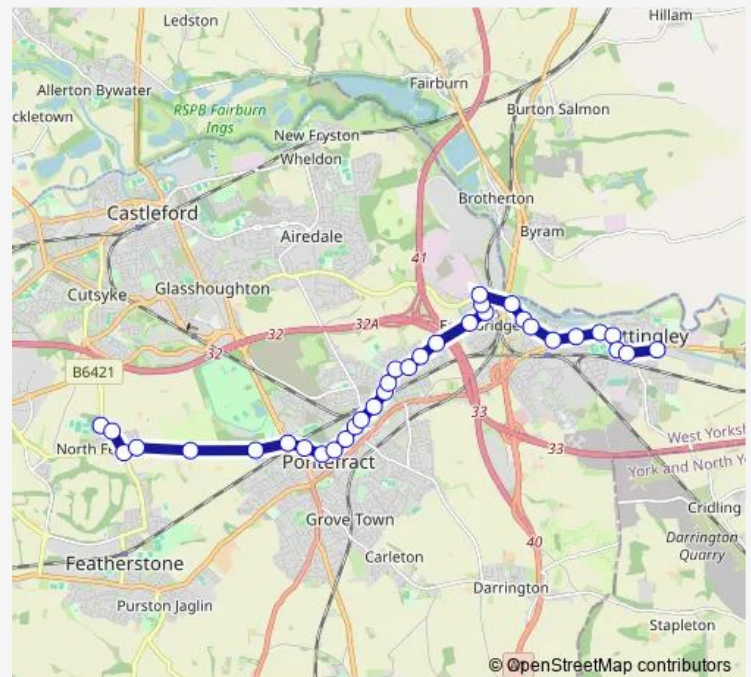 Ledston
Hillam
Allerton Bywater
Fairburn
ckletown
RSPB Fairburn
Ings
Burton Salmon
New Fryston
Wheldon
Brotherton
Castleford
Airedale
Byram
41
Cutsyke
Glasshoughton
32A
32
32
ttingley
B6421
33
33
West Yorksh
York and North Y
North Fe
Pontefract
Cridling
Grove Town
40
Darrington
Quarry
Featherstone
Carleton
Darrington
Purston Jaglin
Stapleton
© OpenStreetMap contributors